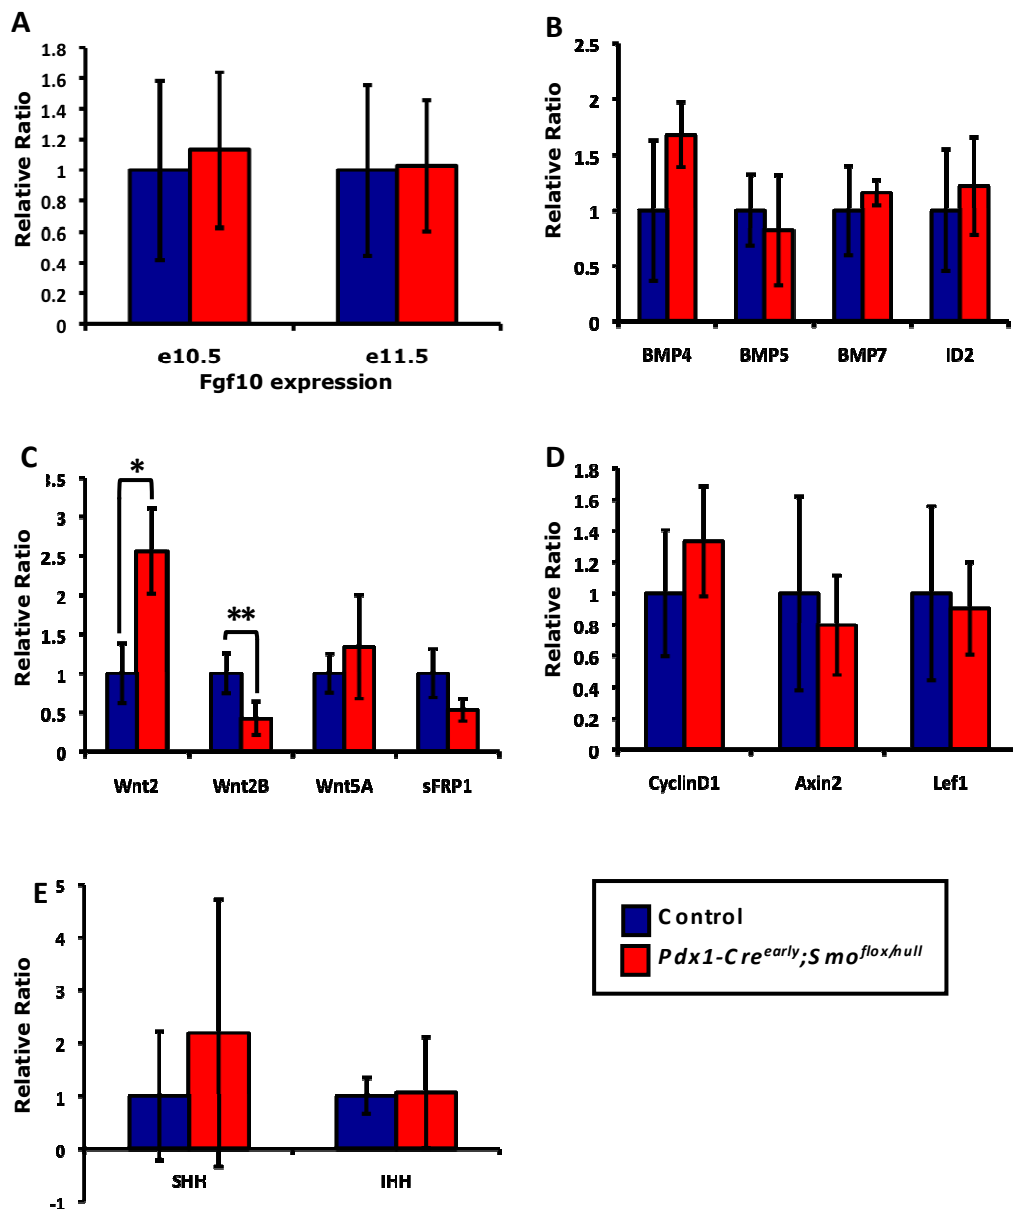 A
Relative Ratio
1.8
1.6
1.4
1.2
1
0.8
0.6
0.4
0.2
0
e10.5 e11.5
Fgf10 expression
B
Relative Ratio
2.5
2
1.5
1
0.5
0
BMP4 BMP5 BMP7 ID2
C
Relative Ratio
3.5
3
2.5
2
1.5
1
0.5
0
*
**
Wnt2 Wnt2B Wnt5A sFRP1
D
Relative Ratio
1.8
1.6
1.4
1.2
1
0.8
0.6
0.4
0.2
0
CyclinD1 Axin2 Lef1
E
Relative Ratio
5
4
3
2
1
0
-1
SHH IHH
Control
Pdx1-Cre^early;Smo^flox/null